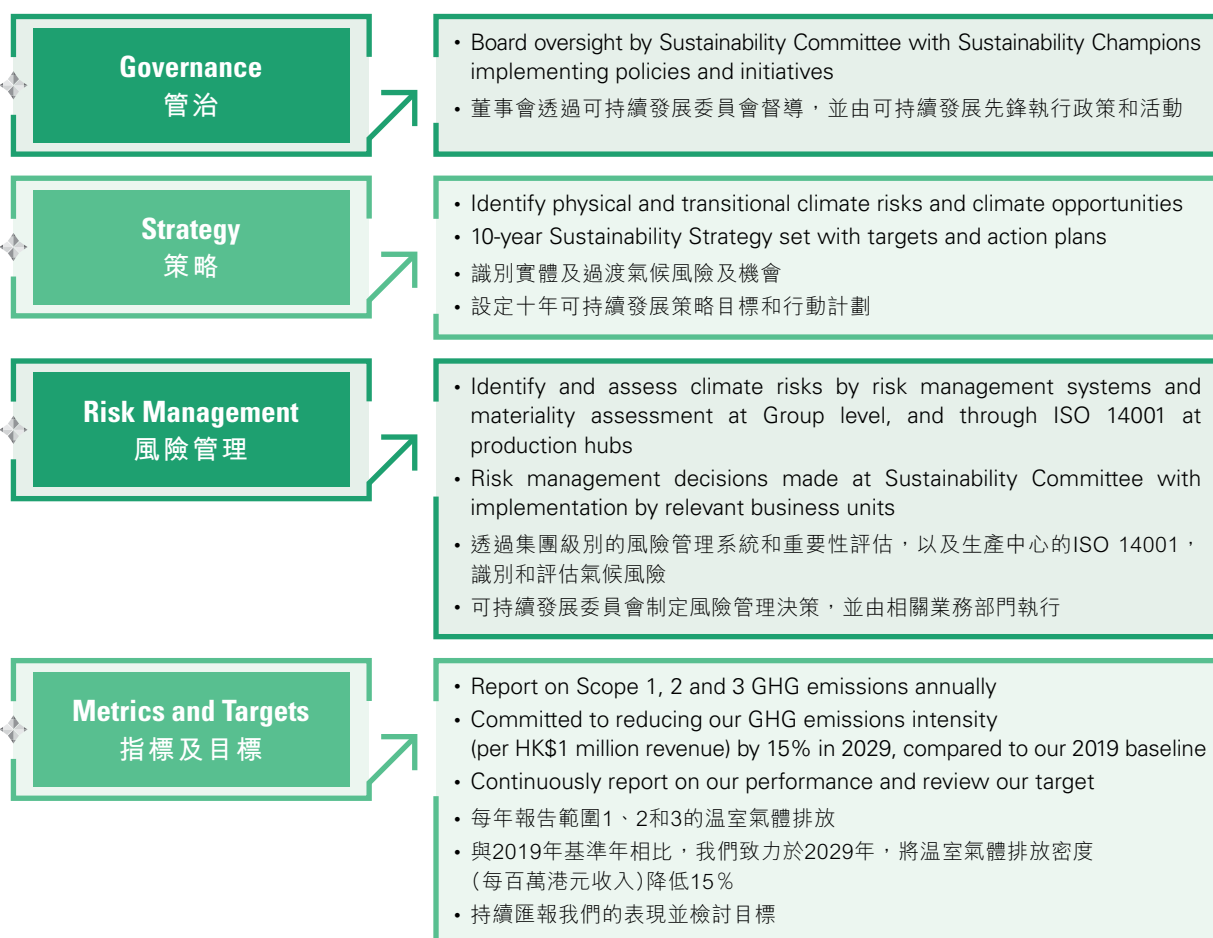 Governance
管治
• Board oversight by Sustainability Committee with Sustainability Champions
implementing policies and initiatives
• 董事會透過可持續發展委員會督導，並由可持續發展先鋒執行政策和活動
Strategy
策略
• Identify physical and transitional climate risks and climate opportunities
• 10-year Sustainability Strategy set with targets and action plans
• 識別實體及過渡氣候風險及機會
• 設定十年可持續發展策略目標和行動計劃
Risk Management
風險管理
• Identify and assess climate risks by risk management systems and
materiality assessment at Group level, and through ISO 14001 at
production hubs
• Risk management decisions made at Sustainability Committee with
implementation by relevant business units
• 透過集團級別的風險管理系統和重要性評估，以及生產中心的ISO 14001，
識別和評估氣候風險
• 可持續發展委員會制定風險管理決策，並由相關業務部門執行
Metrics and Targets
指標及目標
• Report on Scope 1, 2 and 3 GHG emissions annually
• Committed to reducing our GHG emissions intensity
(per HK$1 million revenue) by 15% in 2029, compared to our 2019 baseline
• Continuously report on our performance and review our target
• 每年報告範圍1、2和3的温室氣體排放
• 與2019年基準年相比，我們致力於2029年，將温室氣體排放密度
（每百萬港元收入）降低15%
• 持續匯報我們的表現並檢討目標